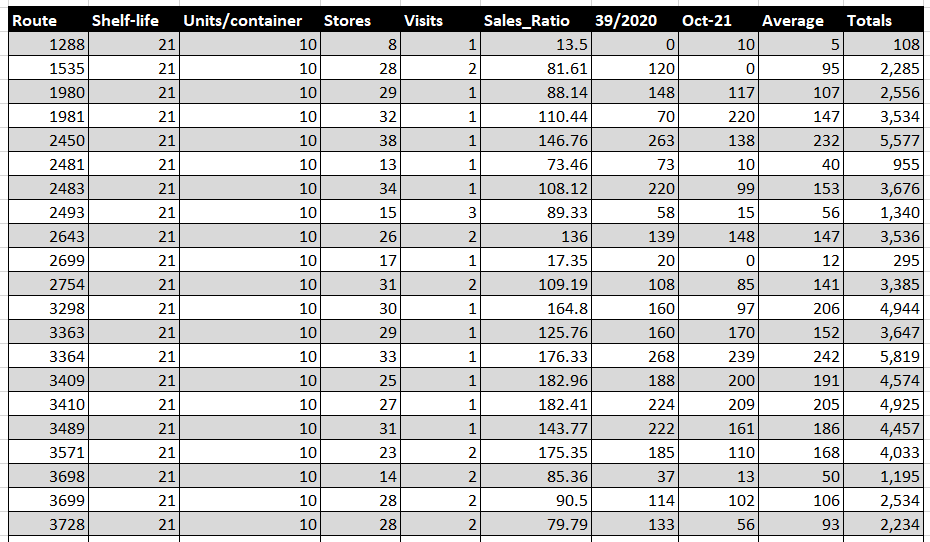 Route Shelf-life Units/container Stores Visits Sales_Ratio 39/2020 Oct-21 Average Totals
1288 21 10 8 1 13.5 0 10 5 108
1535 21 10 28 2 81.61 120 0 95 2,285
1980 21 10 29 1 88.14 148 117 107 2,556
1981 21 10 32 1 110.44 70 220 147 3,534
2450 21 10 38 1 146.76 263 138 232 5,577
2481 21 10 13 1 73.46 73 10 40 955
2483 21 10 34 1 108.12 220 99 153 3,676
2493 21 10 15 3 89.33 58 15 56 1,340
2643 21 10 26 2 136 139 148 147 3,536
2699 21 10 17 1 17.35 20 0 12 295
2754 21 10 31 2 109.19 108 85 141 3,385
3298 21 10 30 1 164.8 160 97 206 4,944
3363 21 10 29 1 125.76 160 170 152 3,647
3364 21 10 33 1 176.33 268 239 242 5,819
3409 21 10 25 1 182.96 188 200 191 4,574
3410 21 10 27 1 182.41 224 209 205 4,925
3489 21 10 31 1 143.77 222 161 186 4,457
3571 21 10 23 2 175.35 185 110 168 4,033
3698 21 10 14 2 85.36 37 13 50 1,195
3699 21 10 28 2 90.5 114 102 106 2,534
3728 21 10 28 2 79.79 133 56 93 2,234